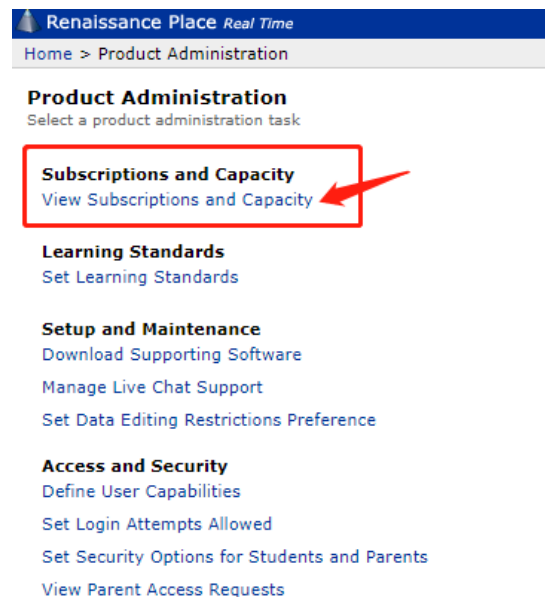 Renaissance Place Real Time
Home > Product Administration
Product Administration
Select a product administration task
Subscriptions and Capacity
View Subscriptions and Capacity
Learning Standards
Set Learning Standards
Setup and Maintenance
Download Supporting Software
Manage Live Chat Support
Set Data Editing Restrictions Preference
Access and Security
Define User Capabilities
Set Login Attempts Allowed
Set Security Options for Students and Parents
View Parent Access Requests